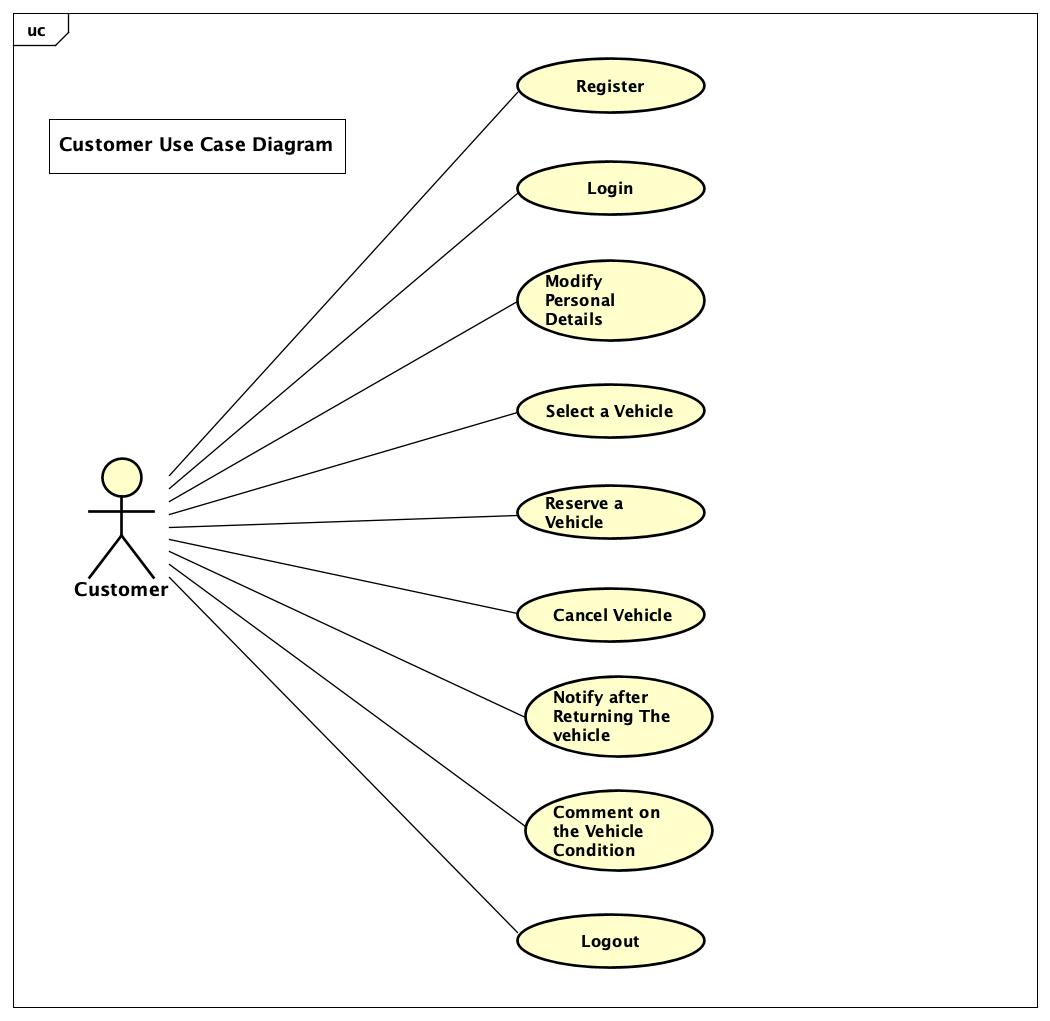 uc
Register
Customer Use Case Diagram
Login
Modify
Personal
Details
Select a Vehicle
Reserve a
Vehicle
Customer
Cancel Vehicle
Notify after
Returning The
vehicle
Comment on
the Vehicle
Condition
Logout